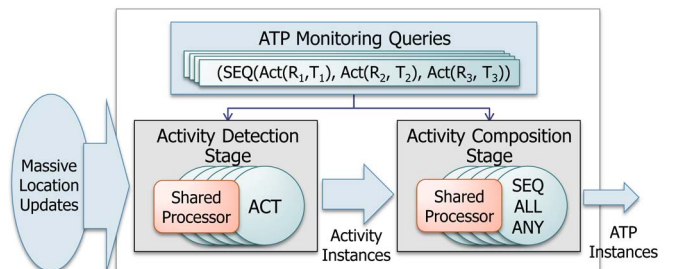 ATP Monitoring Queries
(SEQ(Act(R1,T1), Act(R2, T2), Act(R3, T3))
Massive
Location
Updates
Activity Detection
Stage
Shared
Processor
ACT
Activity
Instances
Activity Composition
Stage
Shared
Processor
SEQ
ALL
ANY
ATP
Instances